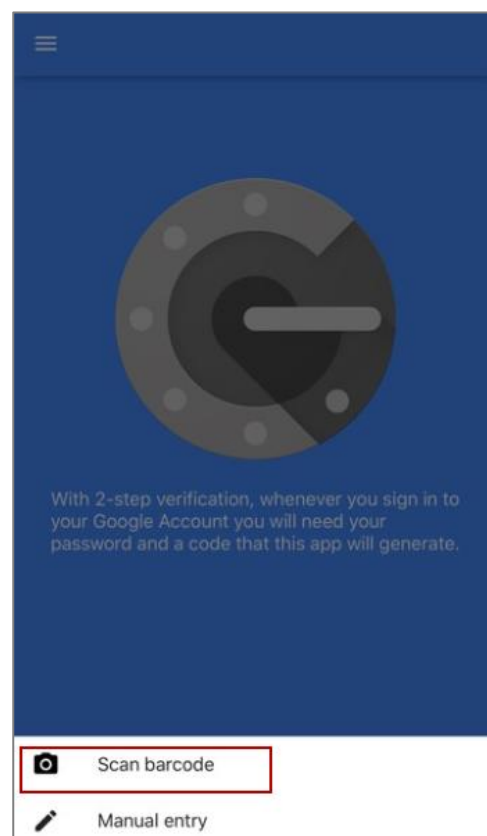 With 2-step verification, whenever you sign in to
your Google Account you will need your
password and a code that this app will generate.
Scan barcode
Manual entry